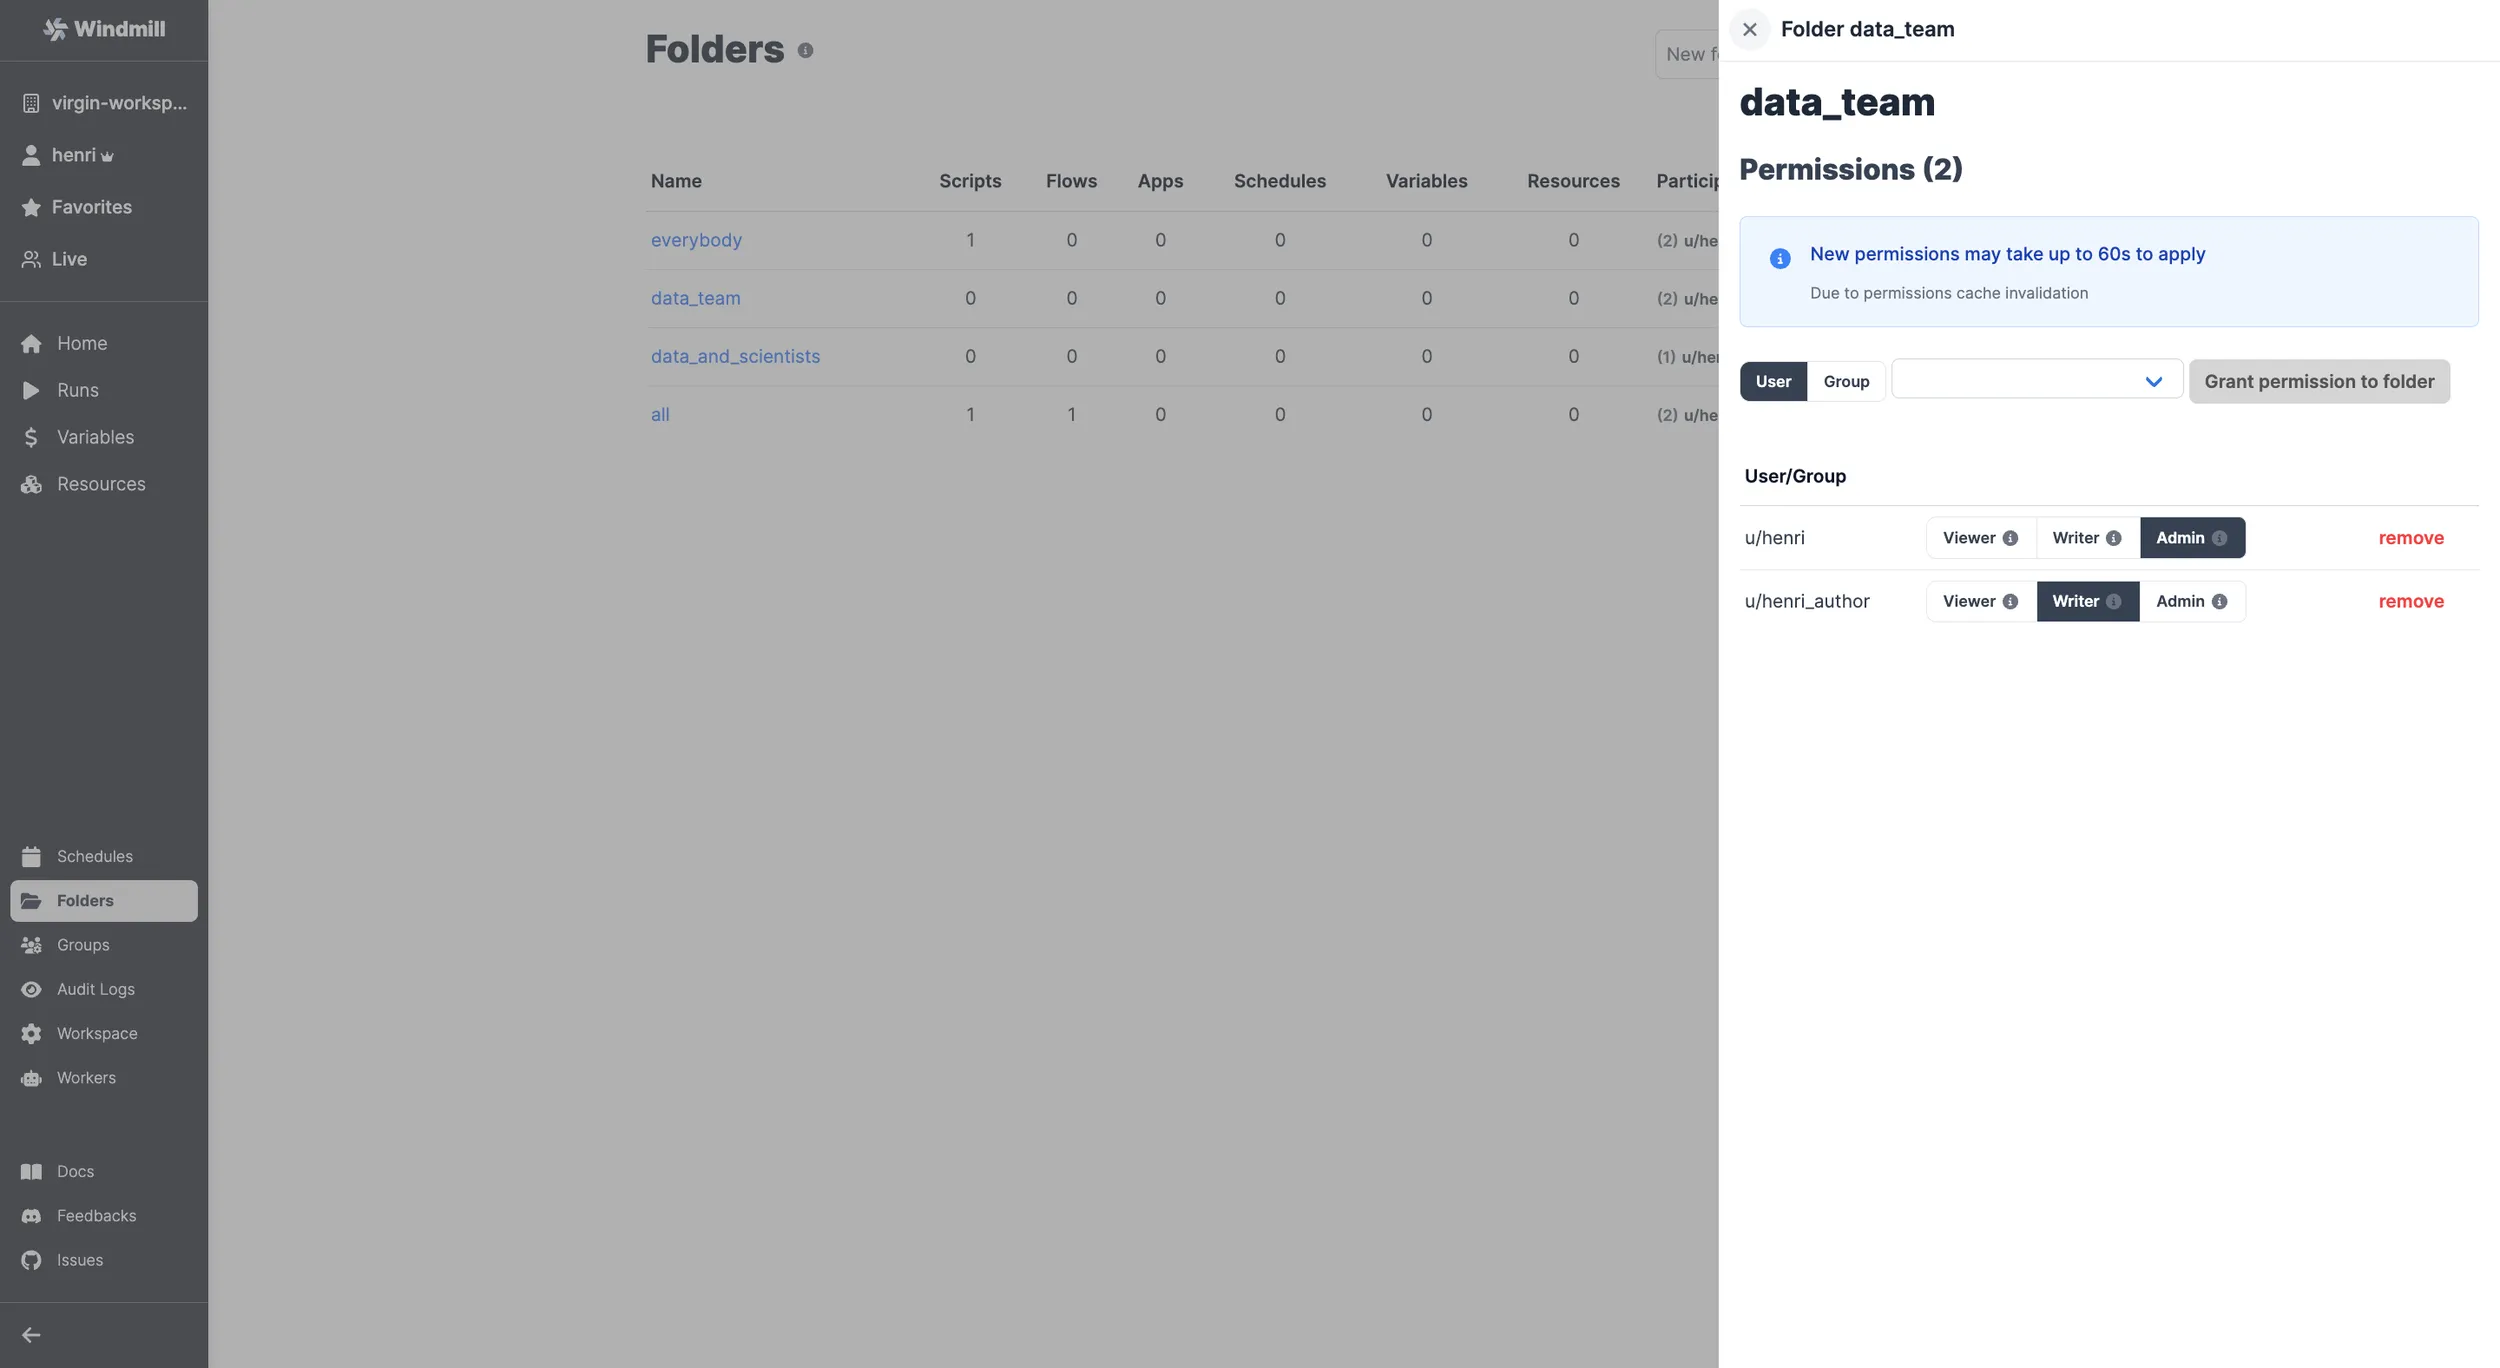 Windmill
virgin-worksp...
henri
Favorites
Live
Home
Runs
Variables
Resources
Schedules
Folders
Groups
Audit Logs
Workspace
Workers
Docs
Feedbacks
Issues
Folders
New f
Name Scripts Flows Apps Schedules Variables Resources Particip
everybody 1 0 0 0 0 0 (2) u/he
data_team 0 0 0 0 0 0 (2) u/he
data_and_scientists 0 0 0 0 0 0 (1) u/he
all 1 1 0 0 0 0 (2) u/he
Folder data_team
data_team
Permissions (2)
New permissions may take up to 60s to apply
Due to permissions cache invalidation
User Group Grant permission to folder
User/Group
u/henri Viewer Writer Admin remove
u/henri_author Viewer Writer Admin remove